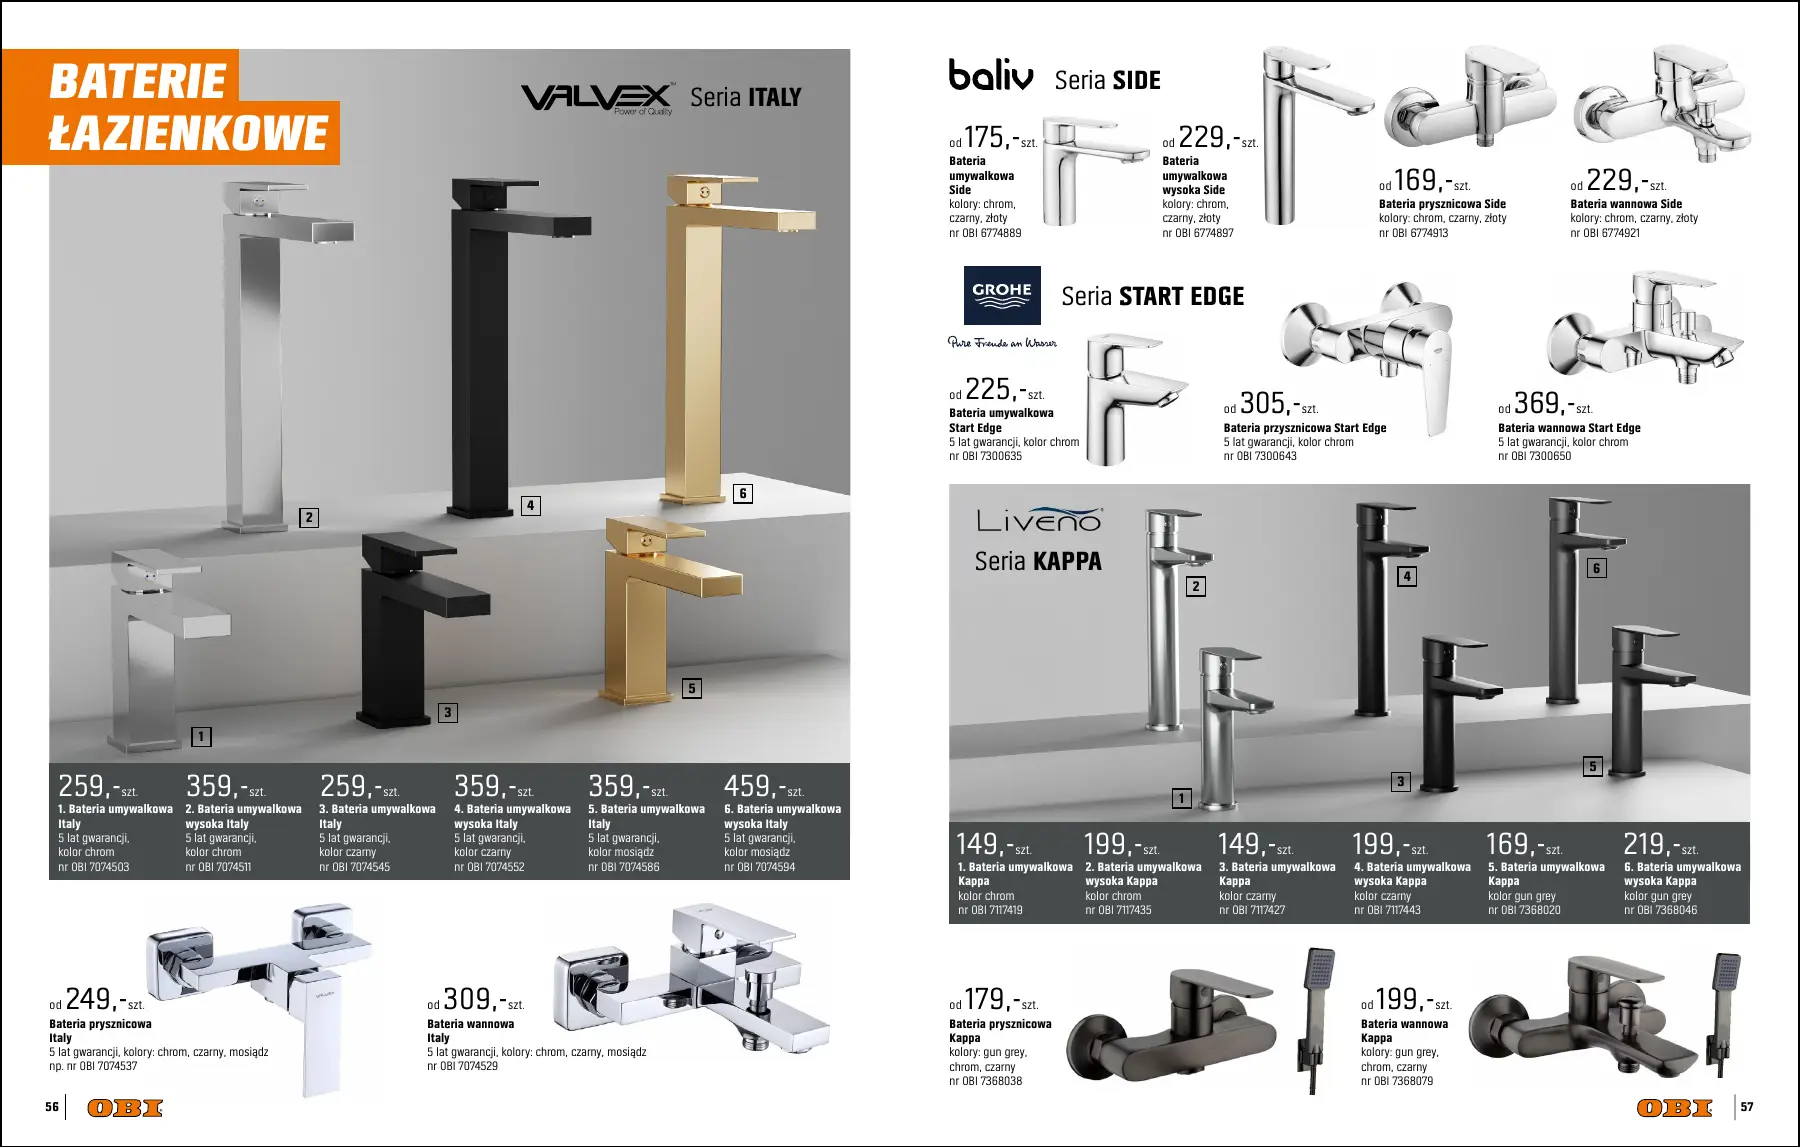 BATERIE
ŁAZIENKOWE
VALVEX™
Power of Quality
Seria ITALY
2
4
6
1
3
5
259,-szt.
1. Bateria umywalkowa
Italy
5 lat gwarancji,
kolor chrom
nr OBI 7074503
359,-szt.
2. Bateria umywalkowa
wysoka Italy
5 lat gwarancji,
kolor chrom
nr OBI 7074511
259,-szt.
3. Bateria umywalkowa
Italy
5 lat gwarancji,
kolor czarny
nr OBI 7074545
359,-szt.
4. Bateria umywalkowa
wysoka Italy
5 lat gwarancji,
kolor czarny
nr OBI 7074552
359,-szt.
5. Bateria umywalkowa
Italy
5 lat gwarancji,
kolor mosiądz
nr OBI 7074586
459,-szt.
6. Bateria umywalkowa
wysoka Italy
5 lat gwarancji,
kolor mosiądz
nr OBI 7074594
od 249,-szt.
Bateria prysznicowa
Italy
5 lat gwarancji, kolory: chrom, czarny, mosiądz
np. nr OBI 7074537
VALVEX
od 309,-szt.
Bateria wannowa
Italy
5 lat gwarancji, kolory: chrom, czarny, mosiądz
nr OBI 7074529
56
OBI
baliv Seria SIDE
od 175,-szt.
Bateria
umywalkowa
Side
kolory: chrom,
czarny, złoty
nr OBI 6774889
od 229,-szt.
Bateria
umywalkowa
wysoka Side
kolory: chrom,
czarny, złoty
nr OBI 6774897
od 169,-szt.
Bateria prysznicowa Side
kolory: chrom, czarny, złoty
nr OBI 6774913
od 229,-szt.
Bateria wannowa Side
kolory: chrom, czarny, złoty
nr OBI 6774921
GROHE
Pure Freude an Wasser
Seria START EDGE
od 225,-szt.
Bateria umywalkowa
Start Edge
5 lat gwarancji, kolor chrom
nr OBI 7300635
od 305,-szt.
Bateria przysznicowa Start Edge
5 lat gwarancji, kolor chrom
nr OBI 7300643
od 369,-szt.
Bateria wannowa Start Edge
5 lat gwarancji, kolor chrom
nr OBI 7300650
Liveno
Seria KAPPA
2
4
6
1
3
5
149,-szt.
1. Bateria umywalkowa
Kappa
kolor chrom
nr OBI 7117419
199,-szt.
2. Bateria umywalkowa
wysoka Kappa
kolor chrom
nr OBI 7117435
149,-szt.
3. Bateria umywalkowa
Kappa
kolor czarny
nr OBI 7117427
199,-szt.
4. Bateria umywalkowa
wysoka Kappa
kolor czarny
nr OBI 7117443
169,-szt.
5. Bateria umywalkowa
Kappa
kolor gun grey
nr OBI 7368020
219,-szt.
6. Bateria umywalkowa
wysoka Kappa
kolor gun grey
nr OBI 7368046
od 179,-szt.
Bateria prysznicowa
Kappa
kolory: gun grey,
chrom, czarny
nr OBI 7368038
od 199,-szt.
Bateria wannowa
Kappa
kolory: gun grey,
chrom, czarny
nr OBI 7368079
OBI
57